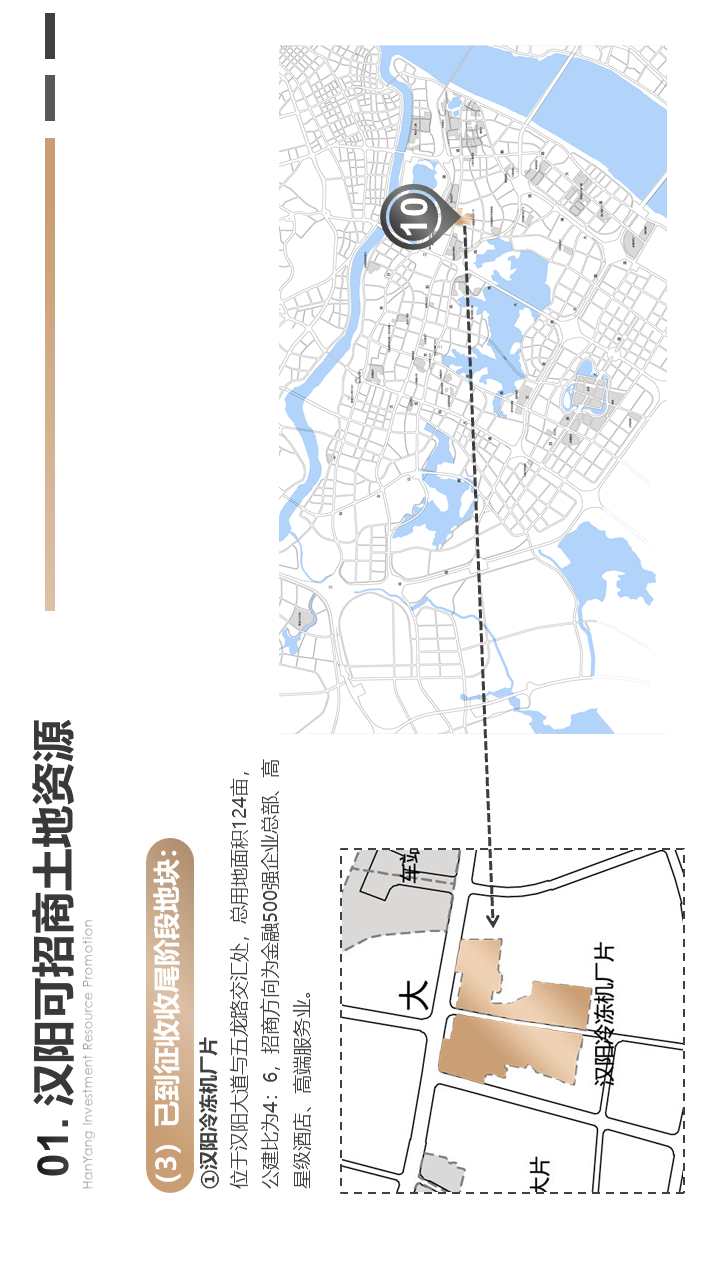 01. 汉阳可招商土地资源
HanYang Investment Resource Promotion
（3） 已到征收收尾阶段地块：
①汉阳冷冻机厂片
位于汉阳大道与五龙路交汇处，总用地面积124亩，
公建比为4：6，招商方向为金融500强企业总部、高
星级酒店、高端服务业。
10
车站
大
汉阳冷冻机厂片
大片